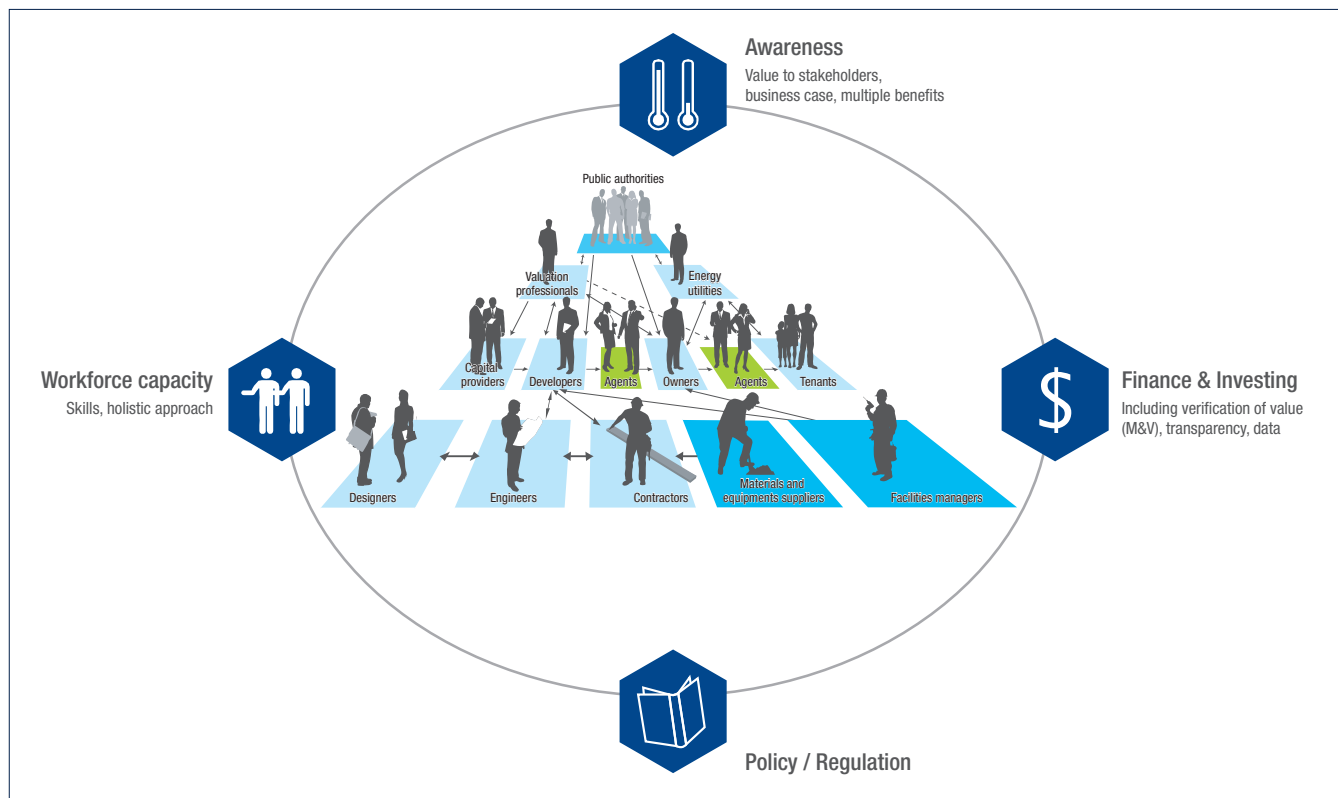 Awareness
Value to stakeholders,
business case, multiple benefits
Public authorities
Valuation
professionals
Energy
utilities
Capital
providers
Developers
Agents
Owners
Agents
Tenants
Workforce capacity
Skills, holistic approach
$
Finance & Investing
Including verification of value
(M&V), transparency, data
Designers
Engineers
Contractors
Materials and
equipments suppliers
Facilities managers
Policy / Regulation